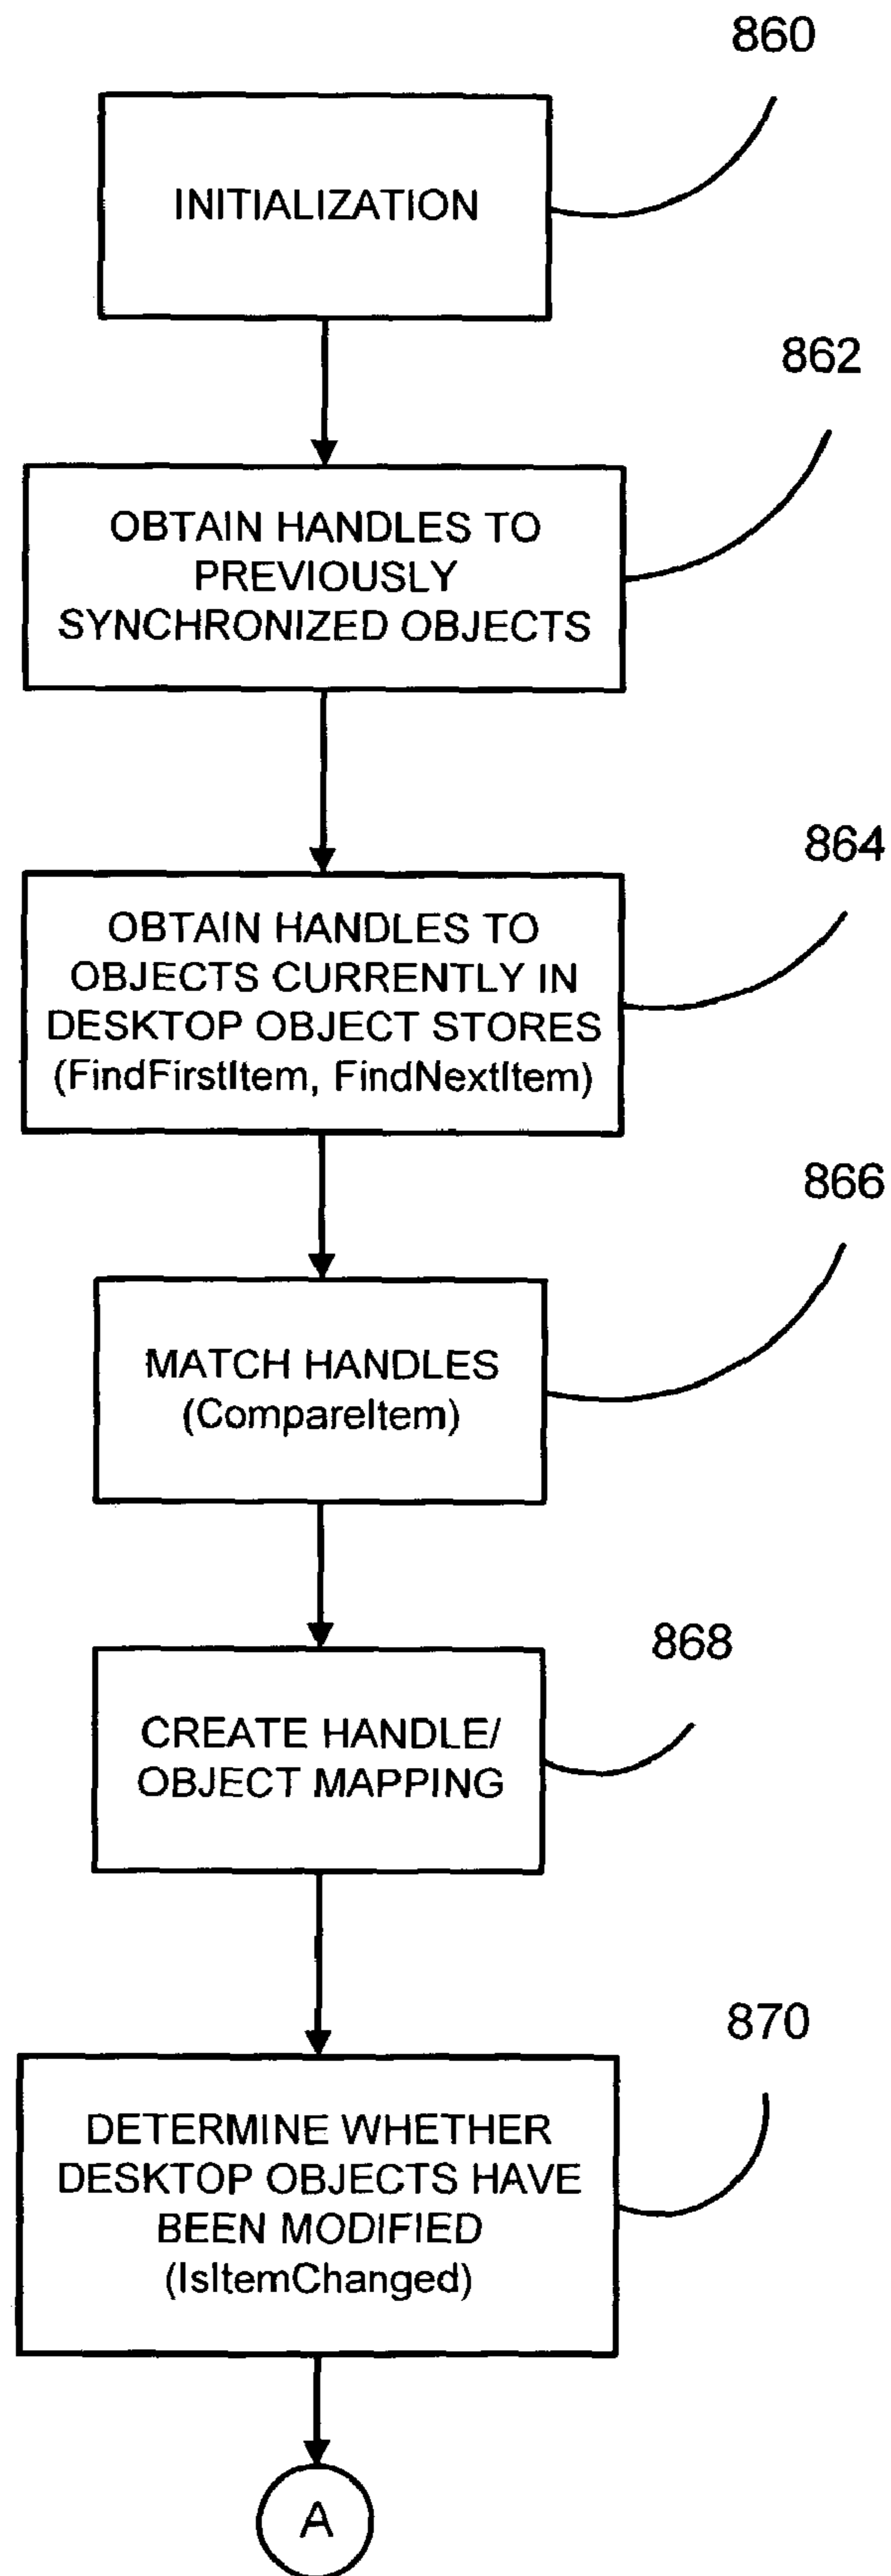 860
INITIALIZATION
862
OBTAIN HANDLES TO
PREVIOUSLY
SYNCHRONIZED OBJECTS
864
OBTAIN HANDLES TO
OBJECTS CURRENTLY IN
DESKTOP OBJECT STORES
(FindFirstItem, FindNextItem)
866
MATCH HANDLES
(CompareItem)
868
CREATE HANDLE/
OBJECT MAPPING
870
DETERMINE WHETHER
DESKTOP OBJECTS HAVE
BEEN MODIFIED
(IsItemChanged)
A